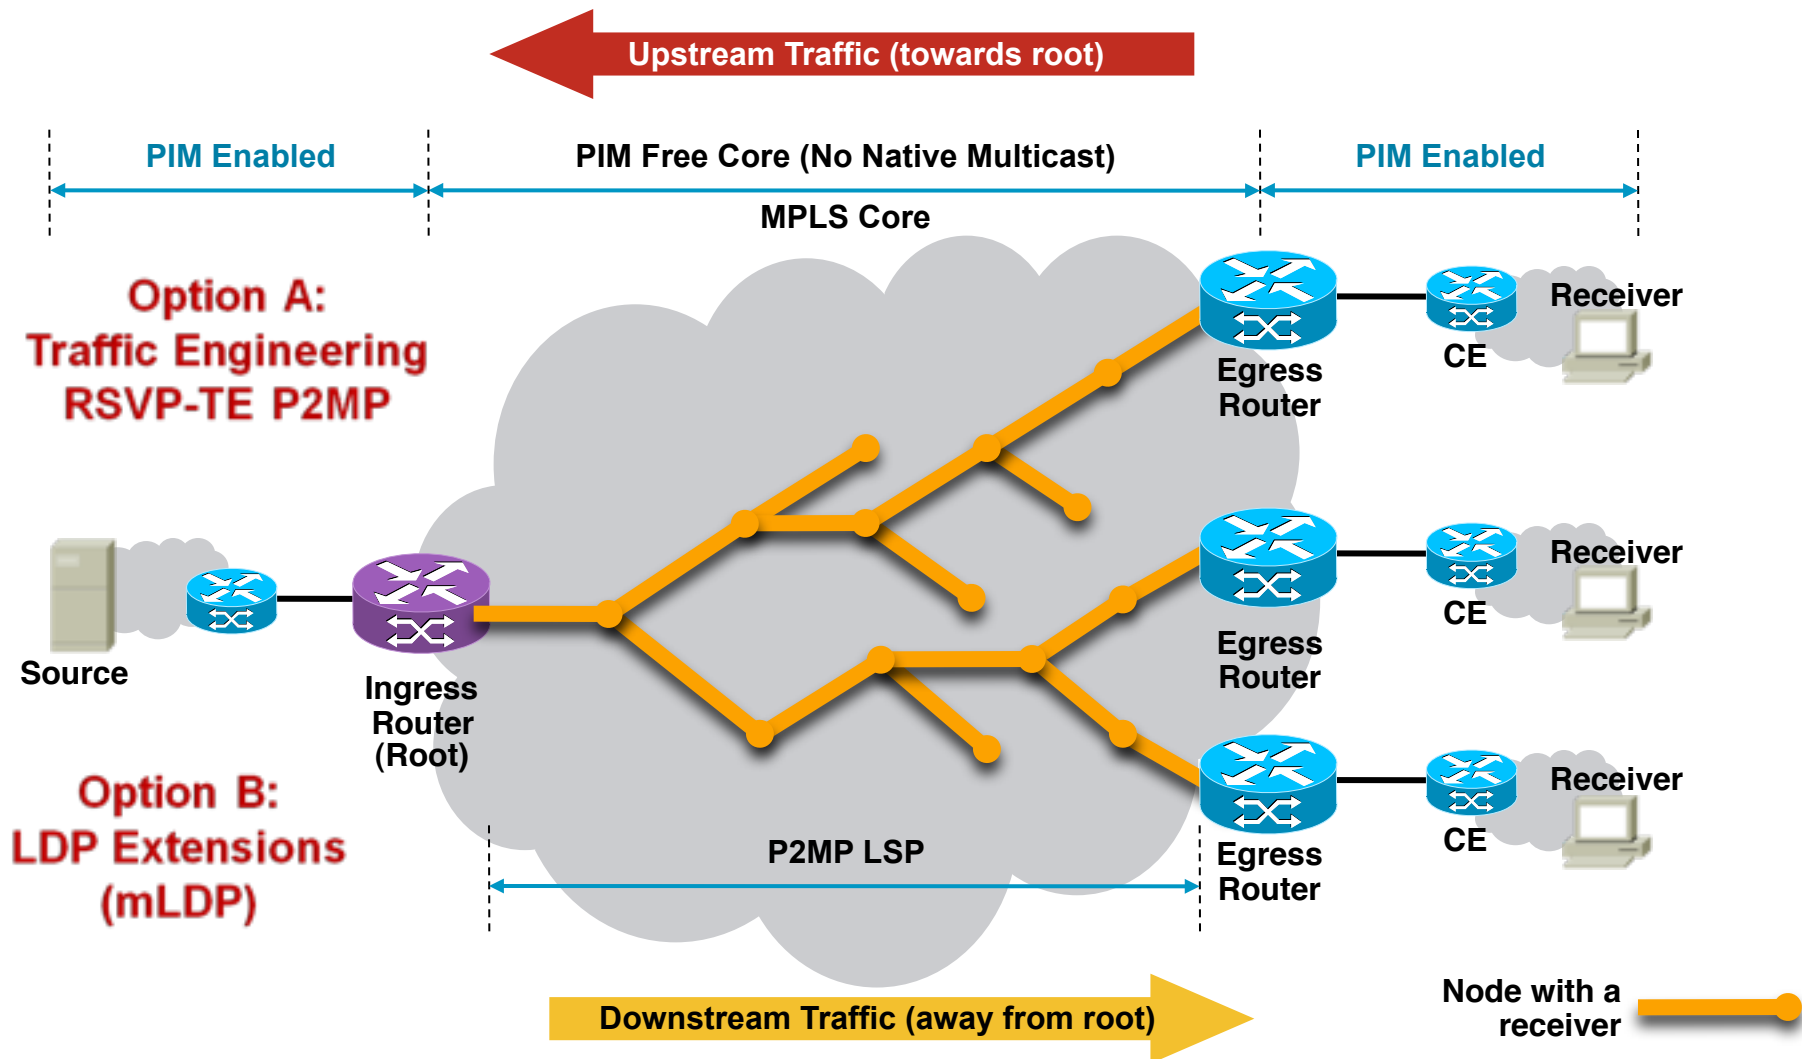 Upstream Traffic (towards root)
PIM Enabled
PIM Free Core (No Native Multicast)
PIM Enabled
MPLS Core
Option A:
Traffic Engineering
RSVP-TE P2MP
Receiver
CE
Egress
Router
Receiver
CE
Egress
Router
Source
Ingress
Router
(Root)
Option B:
LDP Extensions
(mLDP)
Receiver
CE
Egress
Router
P2MP LSP
Downstream Traffic (away from root)
Node with a
receiver